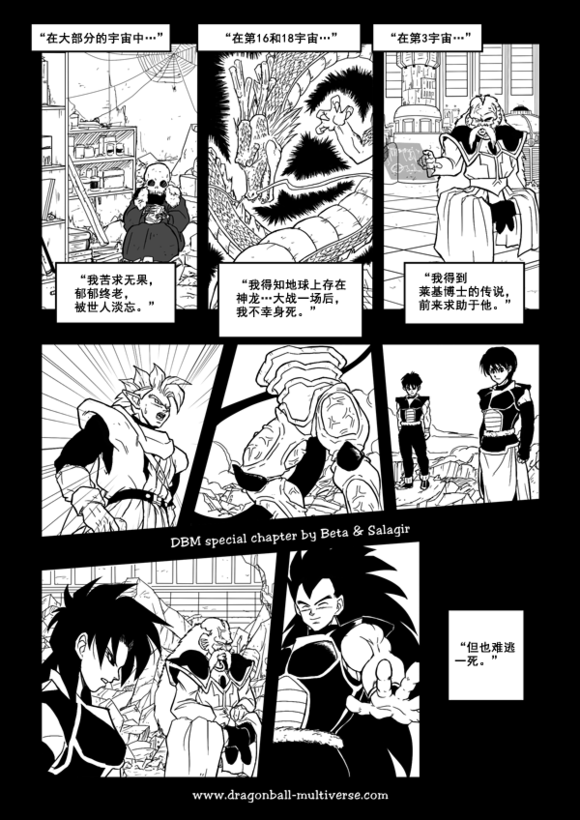 “在大部分的宇宙中…”
“在第16和18宇宙…”
“在第3宇宙…”
“我苦求无果，
郁郁终老，
被世人淡忘。”
“我得知地球上存在
神龙…大战一场后，
我不幸身死。”
“我得到
莱基博士的传说，
前来求助于他。”
DBM special chapter by Beta & Salagir
“但也难逃
一死。”
www.dragonball-multiverse.com